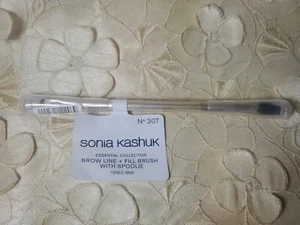 Nº 307
sonia kashuk
ESSENTIAL COLLECTION
BROW LINE + FILL BRUSH
WITH SPOOLIE